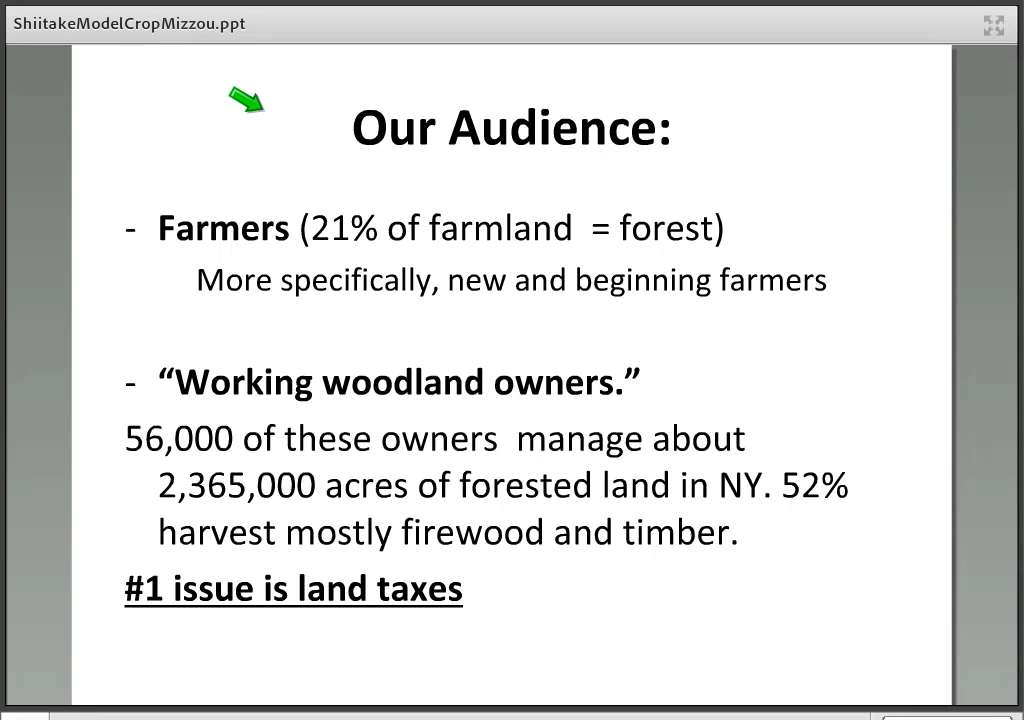 ShiitakeModelCropMizzou.ppt
Our Audience:
- Farmers (21% of farmland = forest)
More specifically, new and beginning farmers
- “Working woodland owners.”
56,000 of these owners manage about
2,365,000 acres of forested land in NY. 52%
harvest mostly firewood and timber.
#1 issue is land taxes